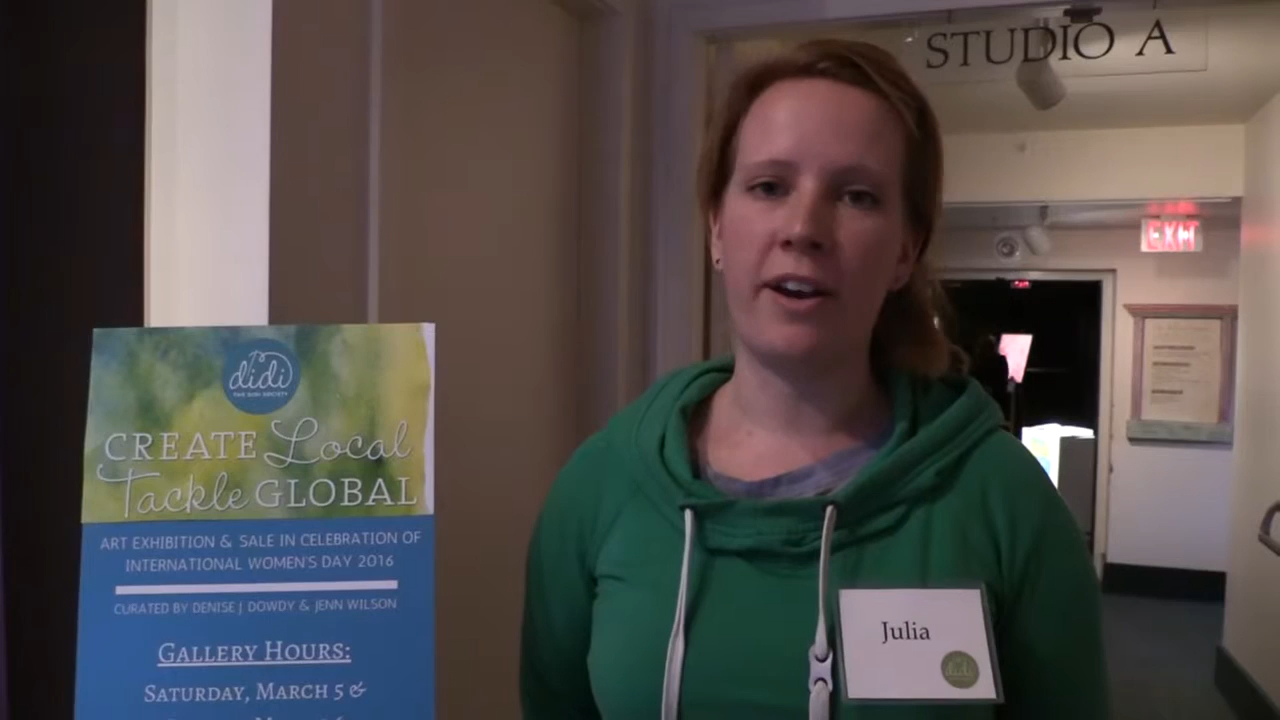 STUDIO A
EXIT
didi
THE DIDI SOCIETY
CREATE Local
Tackle GLOBAL
ART EXHIBITION & SALE IN CELEBRATION OF
INTERNATIONAL WOMEN'S DAY 2016
CURATED BY DENISE J DOWDY & JENN WILSON
GALLERY HOURS:
SATURDAY, MARCH 5 &
Julia
didi